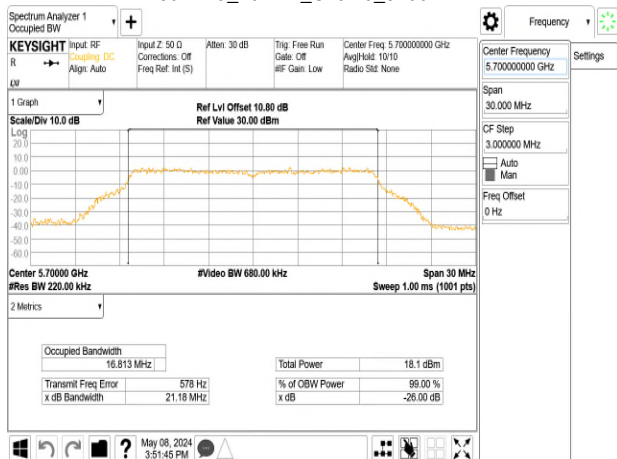 Spectrum Analyzer 1
Occupied BW
Frequency
KEYSIGHT
R
Input: RF
Coupling: DC
Align: Auto
Input Z: 50 Ω
Corrections: Off
Freq Ref: Int (S)
Atten: 30 dB
Trig: Free Run
Gate: Off
#IF Gain: Low
Center Freq: 5.700000000 GHz
Avg|Hold: 10/10
Radio Std: None
Center Frequency
5.700000000 GHz
Settings
Span
30.000 MHz
CF Step
3.000000 MHz
Auto
Man
Freq Offset
0 Hz
1 Graph
Scale/Div 10.0 dB
Ref Lvl Offset 10.80 dB
Ref Value 30.00 dBm
Log
20.0
10.0
0.00
-10.0
-20.0
-30.0
-40.0
-50.0
-60.0
Center 5.70000 GHz
#Video BW 680.00 kHz
Span 30 MHz
#Res BW 220.00 kHz
Sweep 1.00 ms (1001 pts)
2 Metrics
Occupied Bandwidth
16.813 MHz
Total Power 18.1 dBm
Transmit Freq Error 578 Hz
% of OBW Power 99.00 %
x dB Bandwidth 21.18 MHz
x dB -26.00 dB
?
May 08, 2024
3:51:45 PM